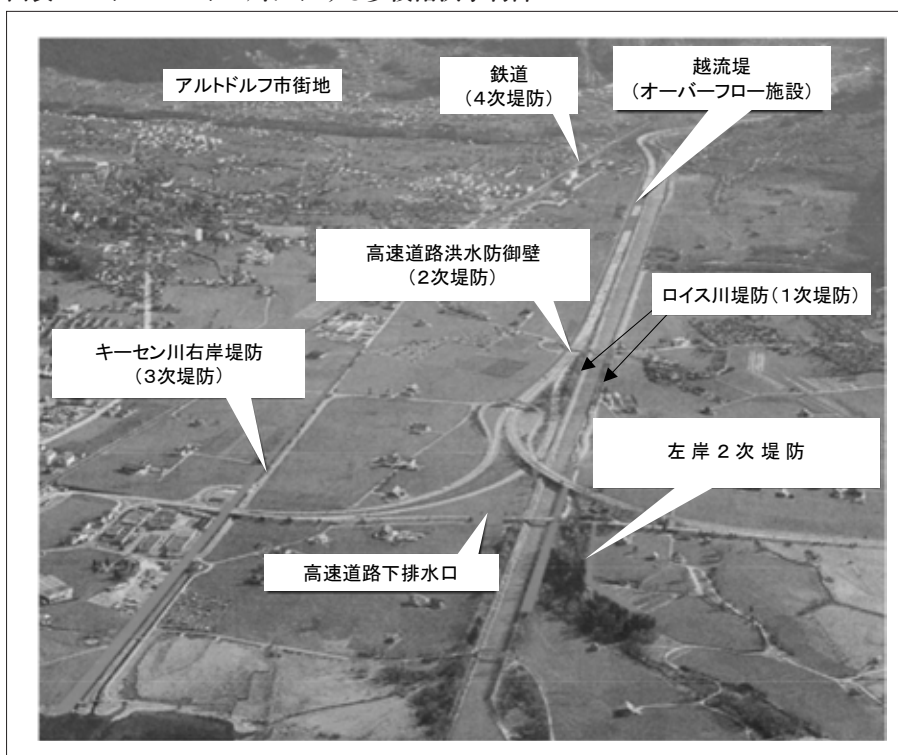 アルトドルフ市街地
鉄道
(4次堤防)
越流堤
(オーバーフロー施設)
高速道路洪水防御壁
(2次堤防)
ロイス川堤防(1次堤防)
キーセン川右岸堤防
(3次堤防)
左岸2次堤防
高速道路下排水口